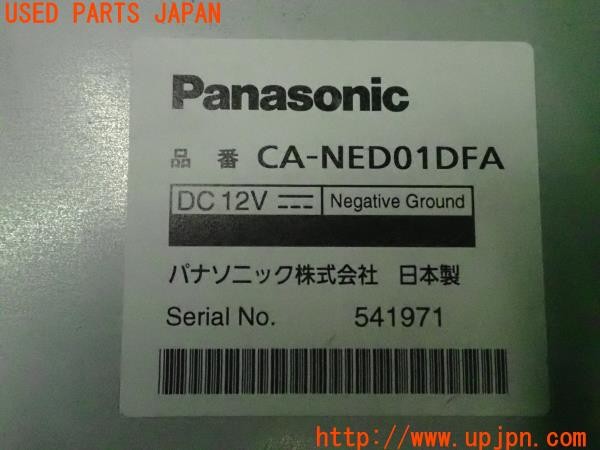 USED PARTS JAPAN
Panasonic
品 番 CA-NED01DFA
DC 12V Negative Ground
パナソニック株式会社 日本製
Serial No. 541971
http://www.upjpn.com